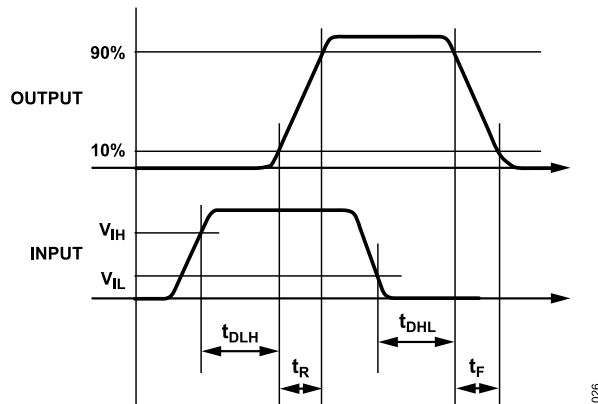 90%
OUTPUT
10%
VIH
INPUT
VIL
tDLH
tDHL
tR
tF
026